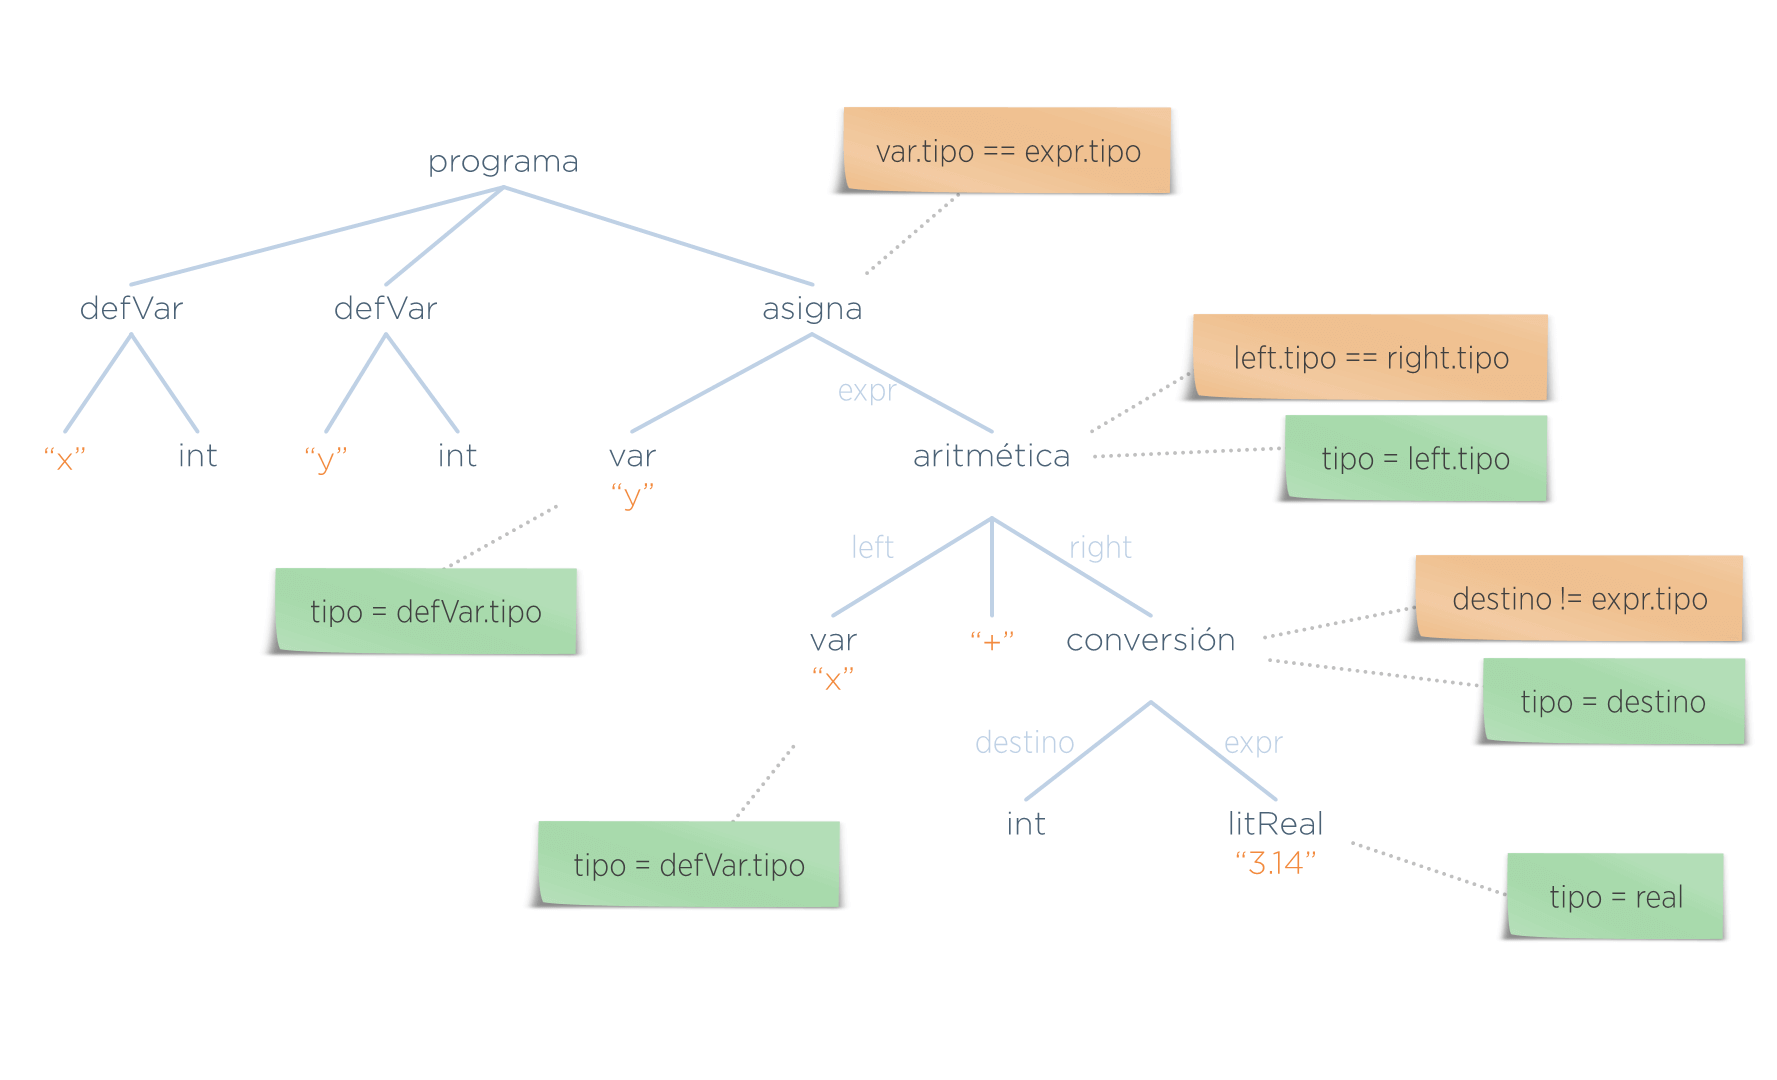 var.tipo == expr.tipo
programa
defVar
defVar
asigna
left.tipo == right.tipo
expr
“x”
int
“y”
int
var
“y”
aritmética
tipo = left.tipo
left
right
tipo = defVar.tipo
destino != expr.tipo
var
“x”
“+”
conversión
tipo = destino
destino
expr
int
litReal
“3.14”
tipo = defVar.tipo
tipo = real